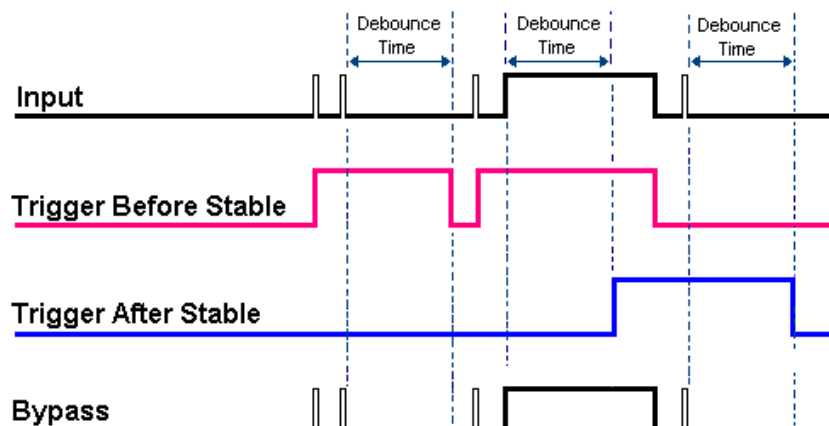 Debounce
Time
Debounce
Time
Debounce
Time
Input
Trigger Before Stable
Trigger After Stable
Bypass